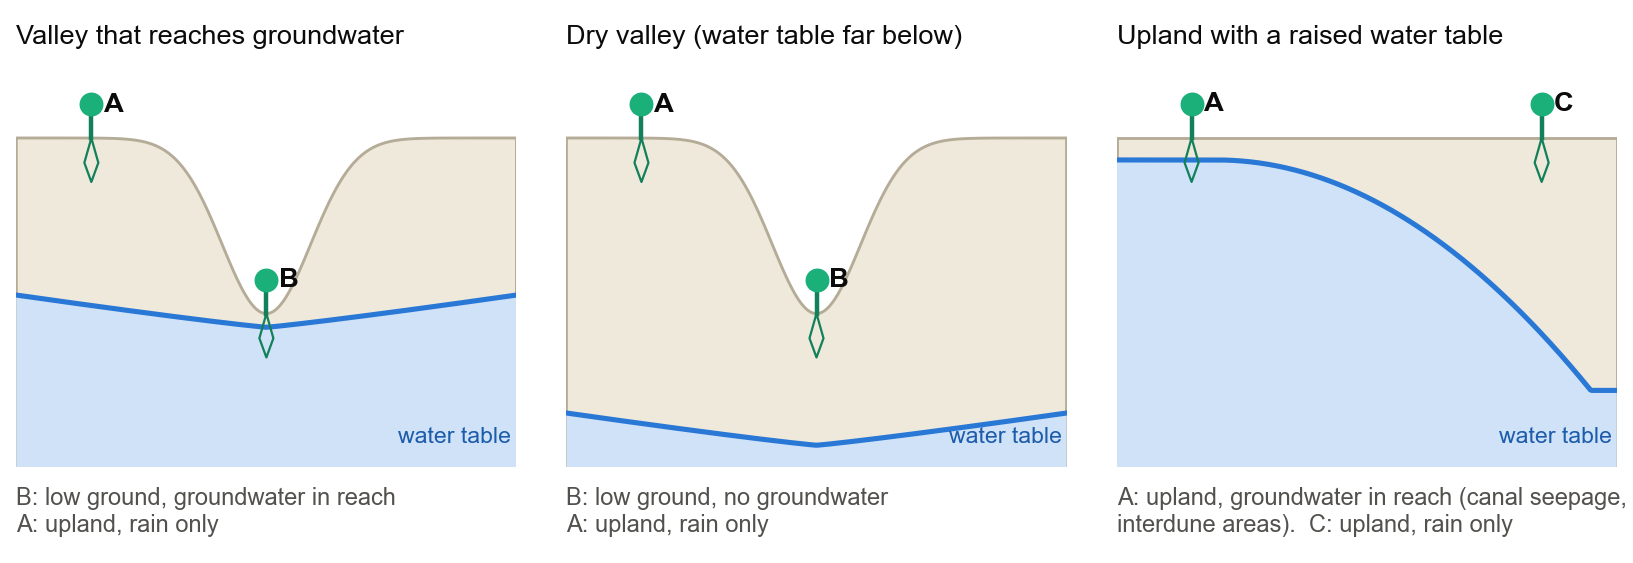 Valley that reaches groundwater
A
B
water table
B: low ground, groundwater in reach
A: upland, rain only
Dry valley (water table far below)
A
B
water table
B: low ground, no groundwater
A: upland, rain only
Upland with a raised water table
A
C
water table
A: upland, groundwater in reach (canal seepage,
interdune areas).  C: upland, rain only